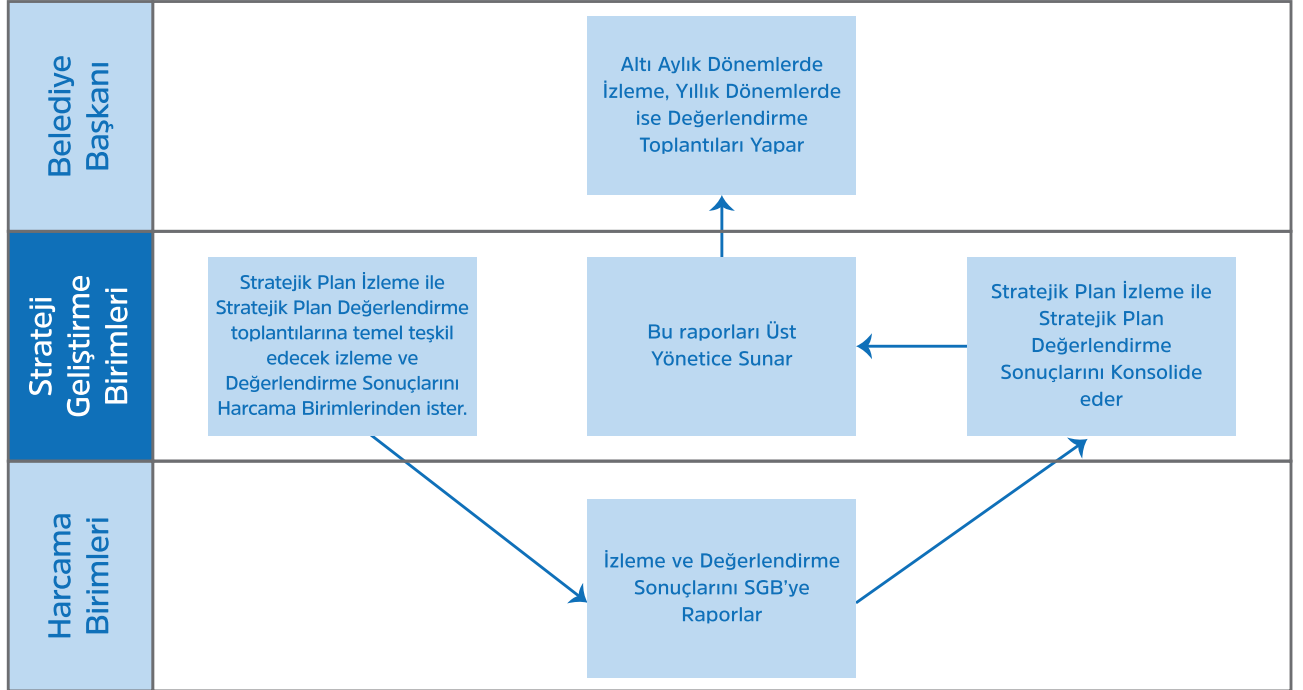 Belediye
Başkanı
Altı Aylık Dönemlerde
İzleme, Yıllık Dönemlerde
ise Değerlendirme
Toplantıları Yapar
Strateji
Geliştirme
Birimleri
Stratejik Plan İzleme ile
Stratejik Plan Değerlendirme
toplantılarına temel teşkil
edecek izleme ve
Değerlendirme Sonuçlarını
Harcama Birimlerinden ister.
Bu raporları Üst
Yönetice Sunar
Stratejik Plan İzleme ile
Stratejik Plan
Değerlendirme
Sonuçlarını Konsolide
eder
Harcama
Birimleri
İzleme ve Değerlendirme
Sonuçlarını SGB’ye
Raporlar